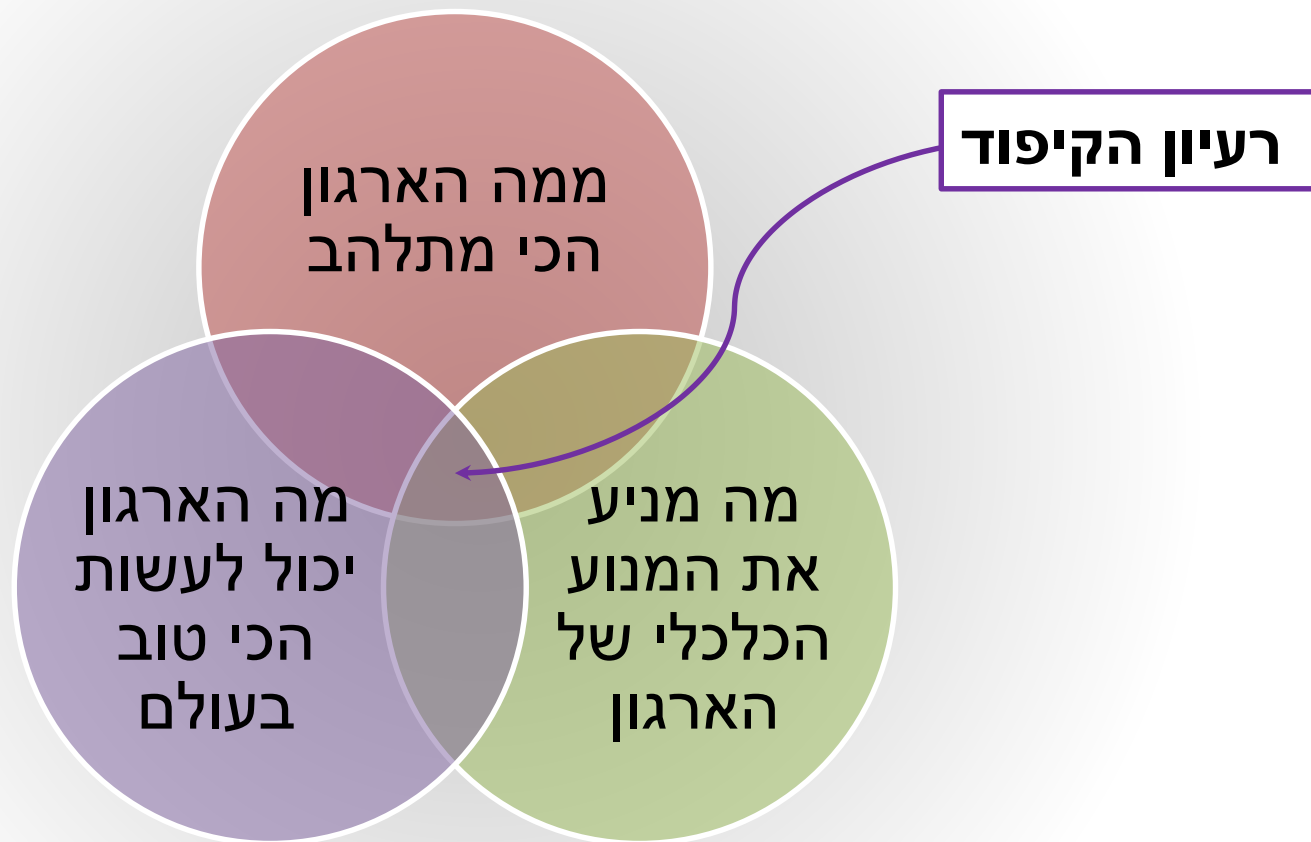 רעיון הקיפוד
ממה הארגון
הכי מתלהב
מה הארגון
יכול לעשות
הכי טוב
בעולם
מה מניע
את המנוע
הכלכלי של
הארגון